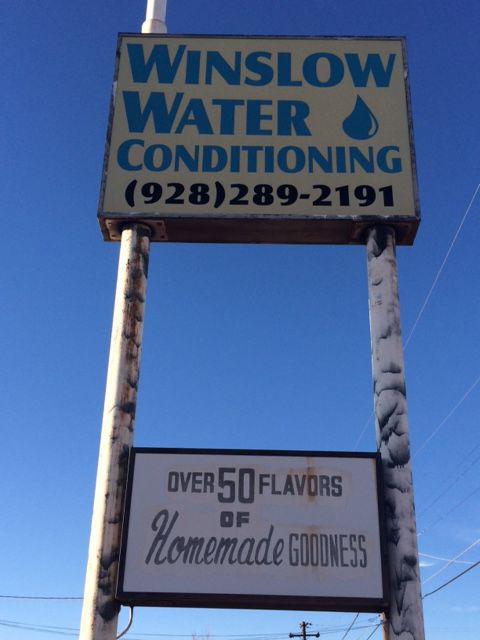 WINSLOW
WATER
CONDITIONING
(928)289-2191
OVER 50 FLAVORS
OF
Homemade GOODNESS